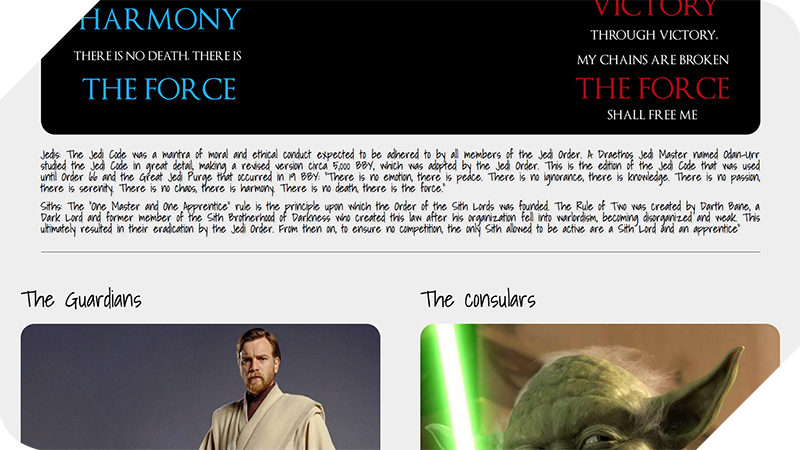 HARMONY
THERE IS NO DEATH, THERE IS
THE FORCE
VICTORY
THROUGH VICTORY,
MY CHAINS ARE BROKEN
THE FORCE
SHALL FREE ME
Jedis: The Jedi Code was a mantra of moral and ethical conduct expected to be adhered to by all members of the Jedi Order. A Draethos Jedi Master named Odan-Urr
studied the Jedi Code in great detail, making a revised version circa 5,000 BBY, which was adopted by the Jedi Order. This is the edition of the Jedi Code that was used
until Order 66 and the Great Jedi Purge that occurred in 19 BBY: "There is no emotion, there is peace. There is no ignorance, there is knowledge. There is no passion,
there is serenity. There is no chaos, there is harmony. There is no death, there is the force."
Siths: The "One Master and One Apprentice" rule is the principle upon which the Order of the Sith Lords was founded. The Rule of Two was created by Darth Bane, a
Dark Lord and former member of the Sith Brotherhood of Darkness who created this law after his organization fell into warlordism, becoming disorganized and weak. This
ultimately resulted in their eradication by the Jedi Order. From then on, to ensure no competition, the only Sith allowed to be active are a Sith Lord and an apprentice"
The Guardians
The consulars